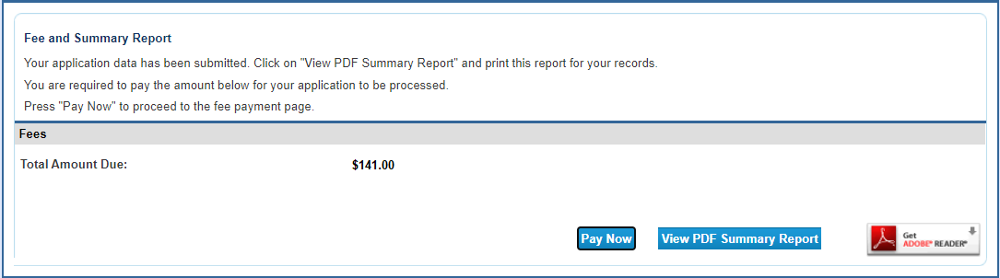 Fee and Summary Report
Your application data has been submitted. Click on "View PDF Summary Report" and print this report for your records.
You are required to pay the amount below for your application to be processed.
Press "Pay Now" to proceed to the fee payment page.
Fees
Total Amount Due: $141.00
Pay Now View PDF Summary Report
Get
ADOBE® READER®